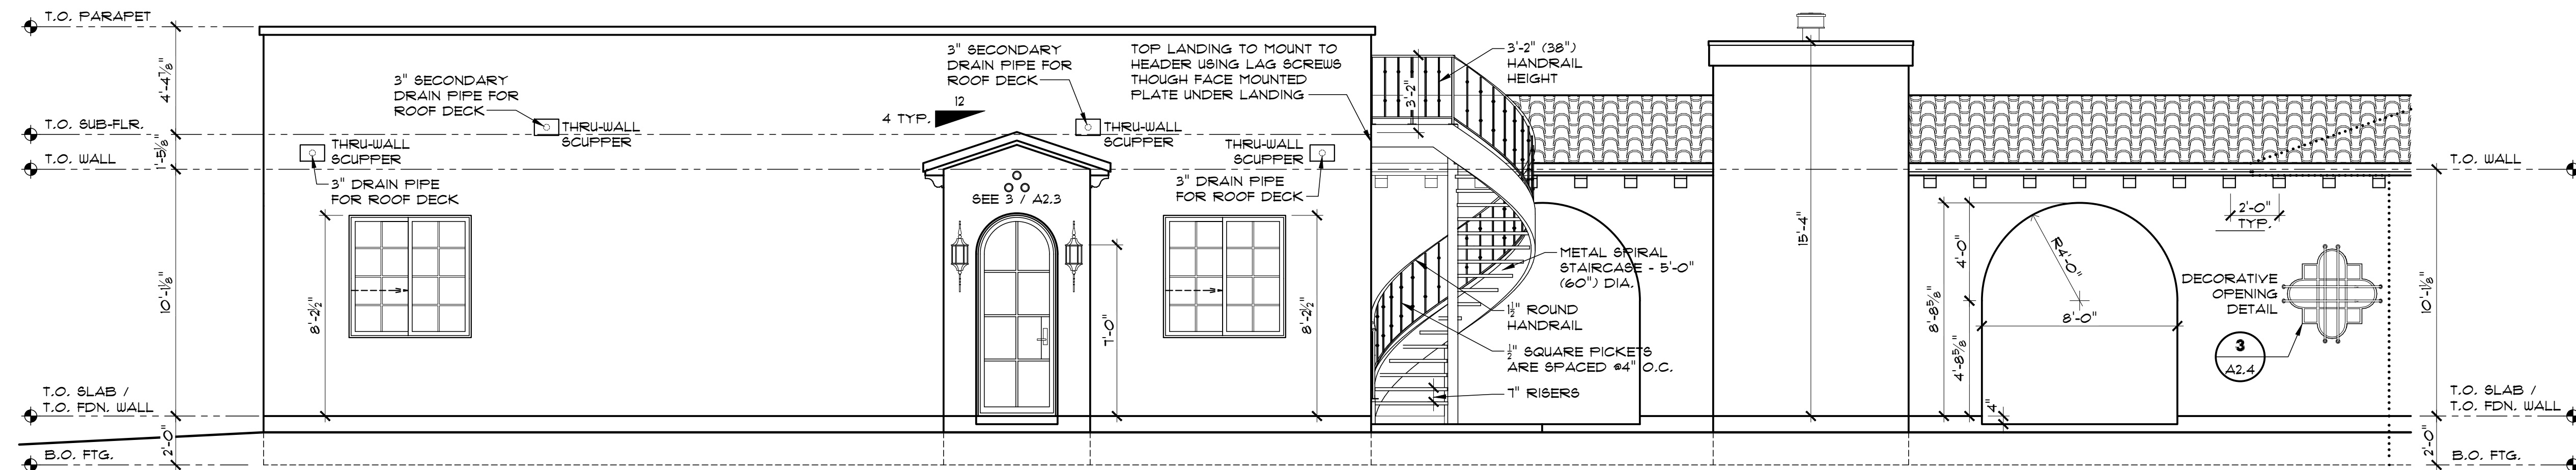 T.O. PARAPET
4'-4⅞"
T.O. SUB-FLR.
1'-5⅛"
T.O. WALL
10'-1⅛"
T.O. SLAB /
T.O. FDN. WALL
2'-0"
B.O. FTG.
THRU-WALL
SCUPPER
3" DRAIN PIPE
FOR ROOF DECK
8'-2½"
3" SECONDARY
DRAIN PIPE FOR
ROOF DECK
THRU-WALL
SCUPPER
12
4 TYP.
3" SECONDARY
DRAIN PIPE FOR
ROOF DECK
THRU-WALL
SCUPPER
SEE 3 / A2.3
7'-0"
TOP LANDING TO MOUNT TO
HEADER USING LAG SCREWS
THOUGH FACE MOUNTED
PLATE UNDER LANDING
THRU-WALL
SCUPPER
3" DRAIN PIPE
FOR ROOF DECK
8'-2½"
3'-2"
3'-2" (38")
HANDRAIL
HEIGHT
METAL SPIRAL
STAIRCASE - 5'-0"
(60") DIA.
1½" ROUND
HANDRAIL
½" SQUARE PICKETS
ARE SPACED @4" O.C.
7" RISERS
15'-4"
8'-8⅝"
4'-0"
4'-8⅝"
R4'-0"
8'-0"
4"
2'-0"
TYP.
DECORATIVE
OPENING
DETAIL
3
A2.4
T.O. WALL
10'-1⅛"
T.O. SLAB /
T.O. FDN. WALL
2'-0"
B.O. FTG.